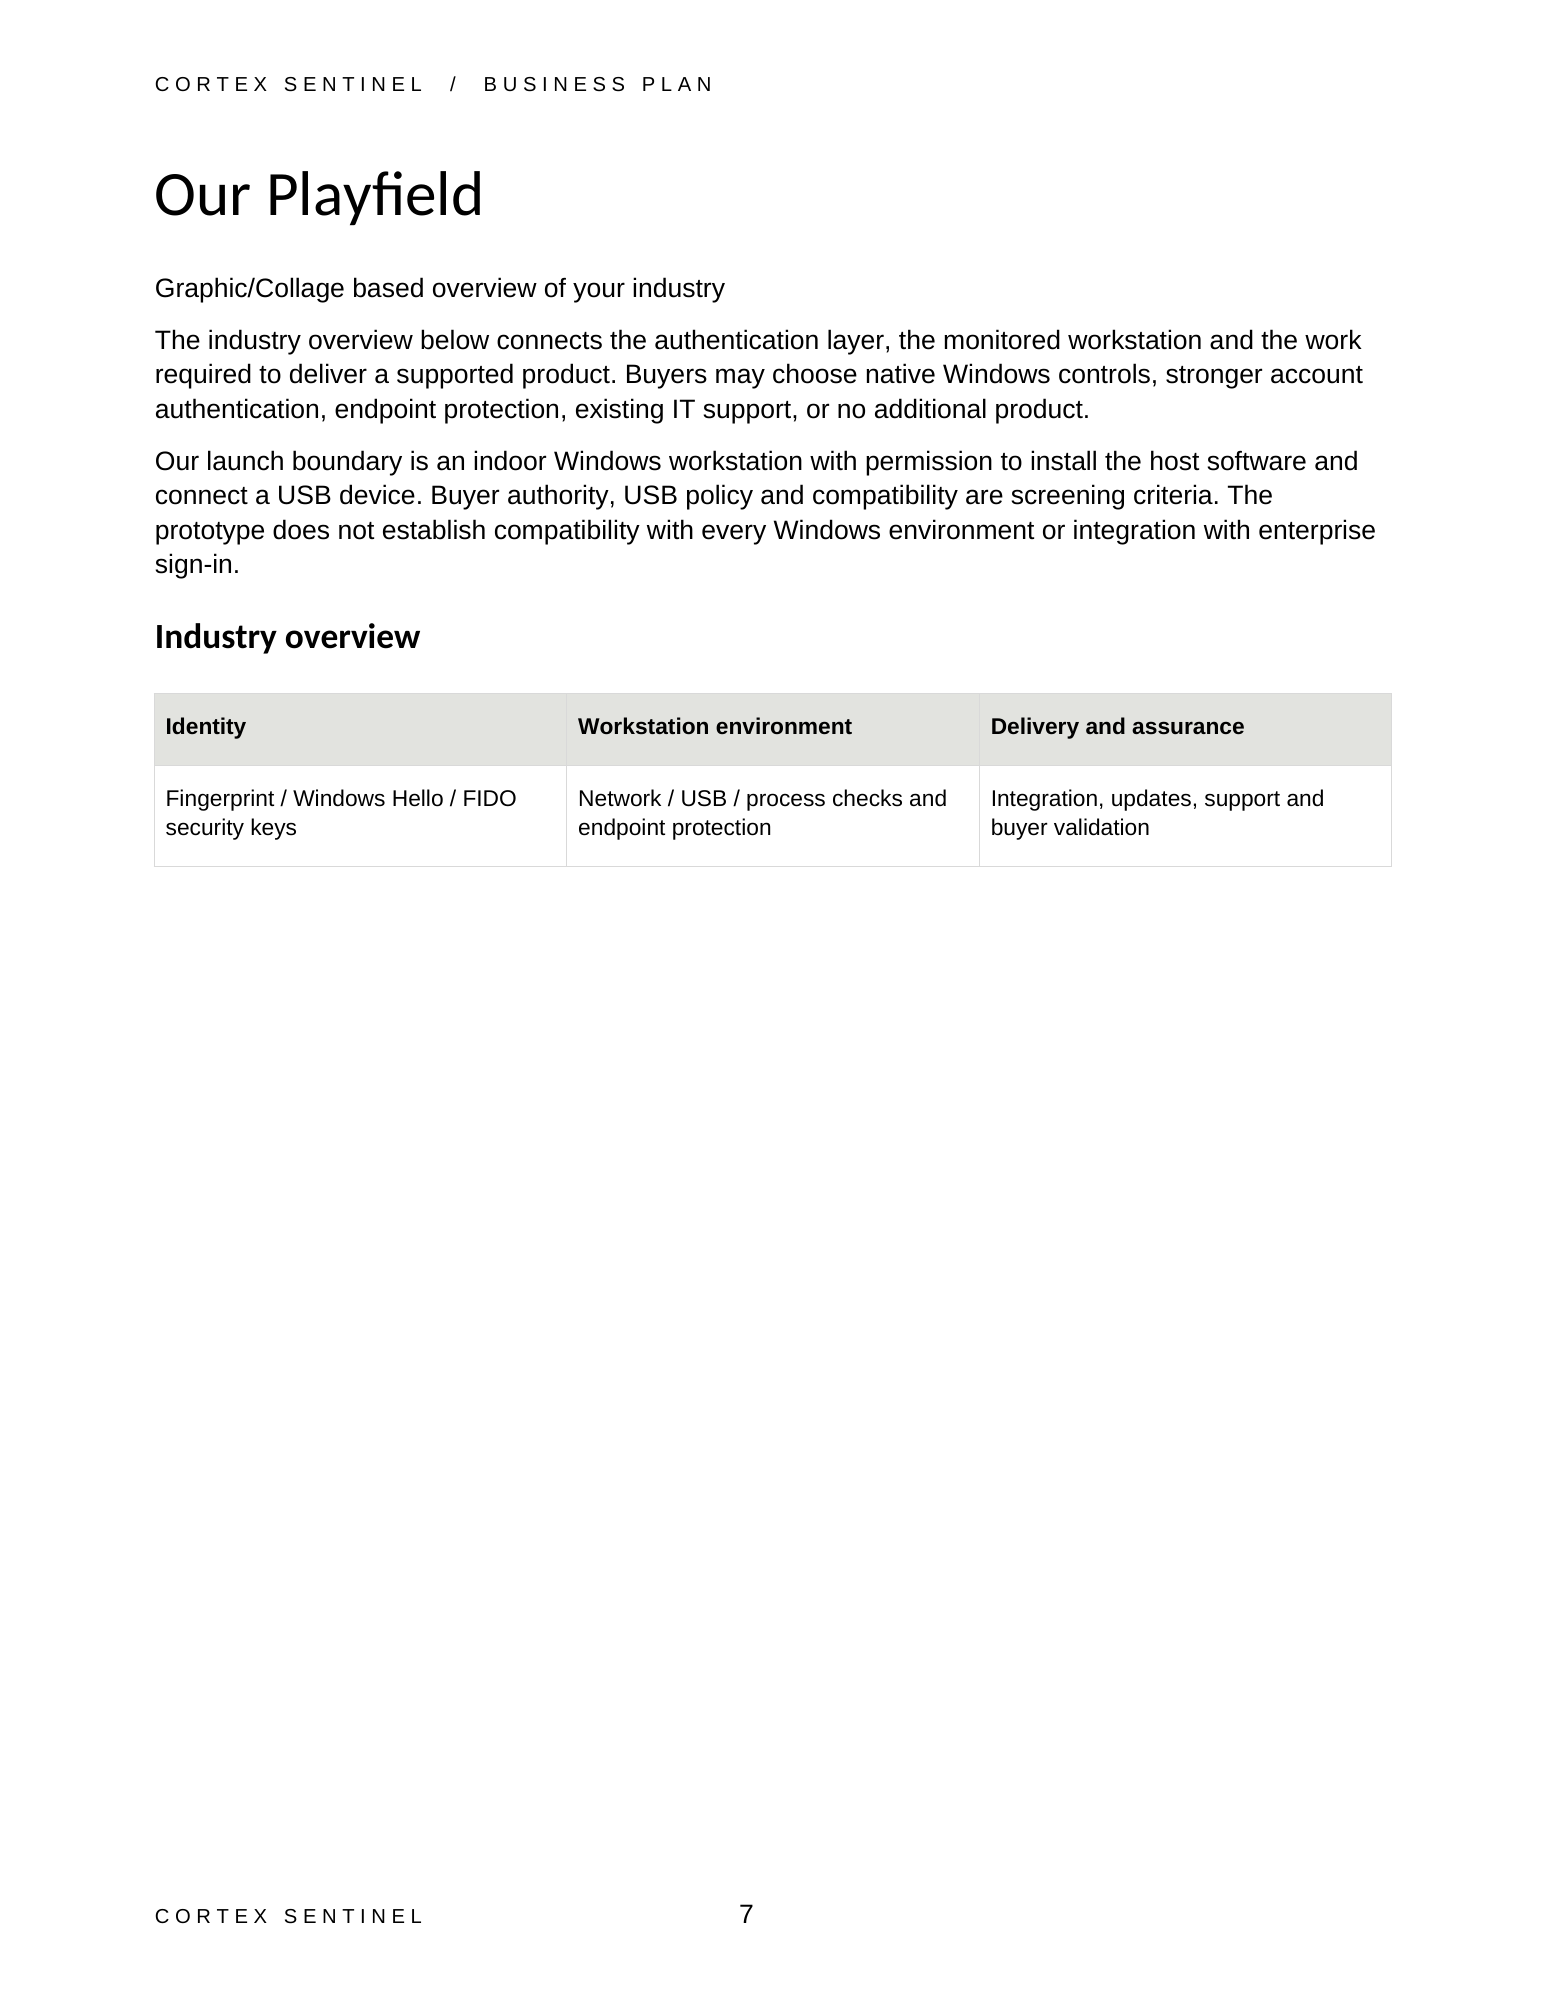 CORTEX SENTINEL / BUSINESS PLAN
Our Playfield
Graphic/Collage based overview of your industry
The industry overview below connects the authentication layer, the monitored workstation and the work
required to deliver a supported product. Buyers may choose native Windows controls, stronger account
authentication, endpoint protection, existing IT support, or no additional product.
Our launch boundary is an indoor Windows workstation with permission to install the host software and
connect a USB device. Buyer authority, USB policy and compatibility are screening criteria. The
prototype does not establish compatibility with every Windows environment or integration with enterprise
sign-in.
Industry overview
Identity
Workstation environment
Delivery and assurance
Fingerprint / Windows Hello / FIDO
security keys
Network / USB / process checks and
endpoint protection
Integration, updates, support and
buyer validation
CORTEX SENTINEL
7